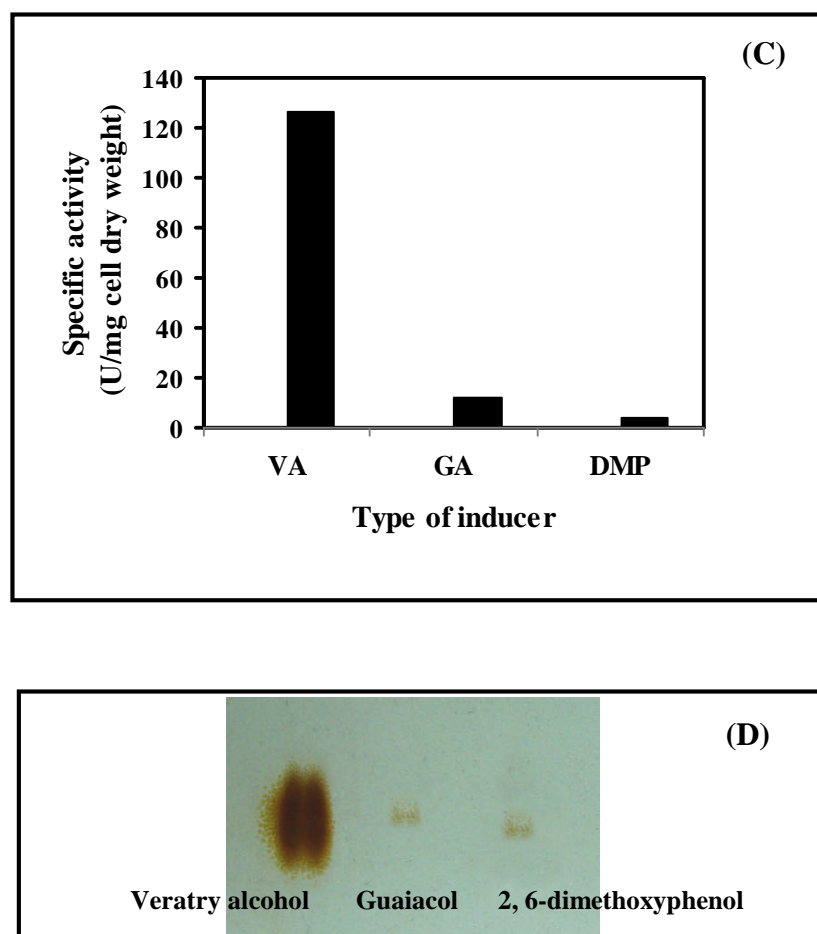 (C)
140
120
100
80
60
40
20
0
Specific activity
(U/mg cell dry weight)
VA GA DMP
Type of inducer
(D)
Veratry alcohol Guaiacol 2, 6-dimethoxyphenol